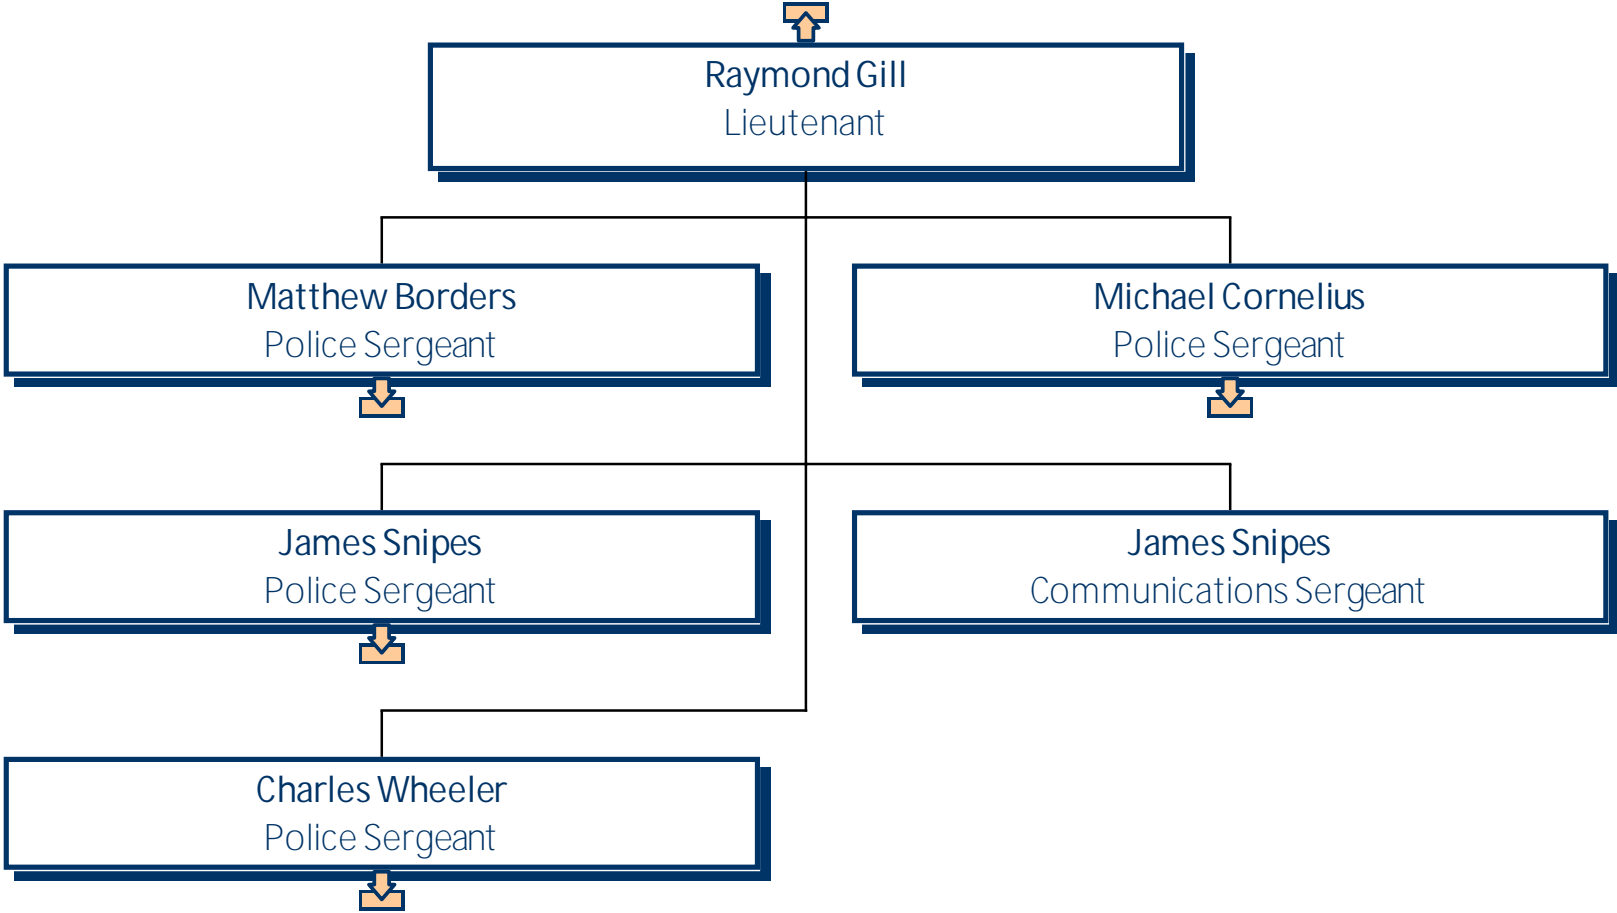 Raymond Gill
Lieutenant
Matthew Borders
Police Sergeant
Michael Cornelius
Police Sergeant
James Snipes
Police Sergeant
James Snipes
Communications Sergeant
Charles Wheeler
Police Sergeant